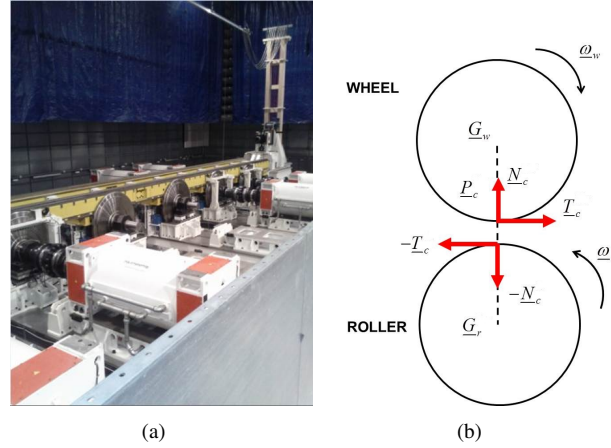 ω_w
WHEEL
G_w
P_c N_c
T_c
-T_c
ω
-N_c
ROLLER
G_r
(a) (b)